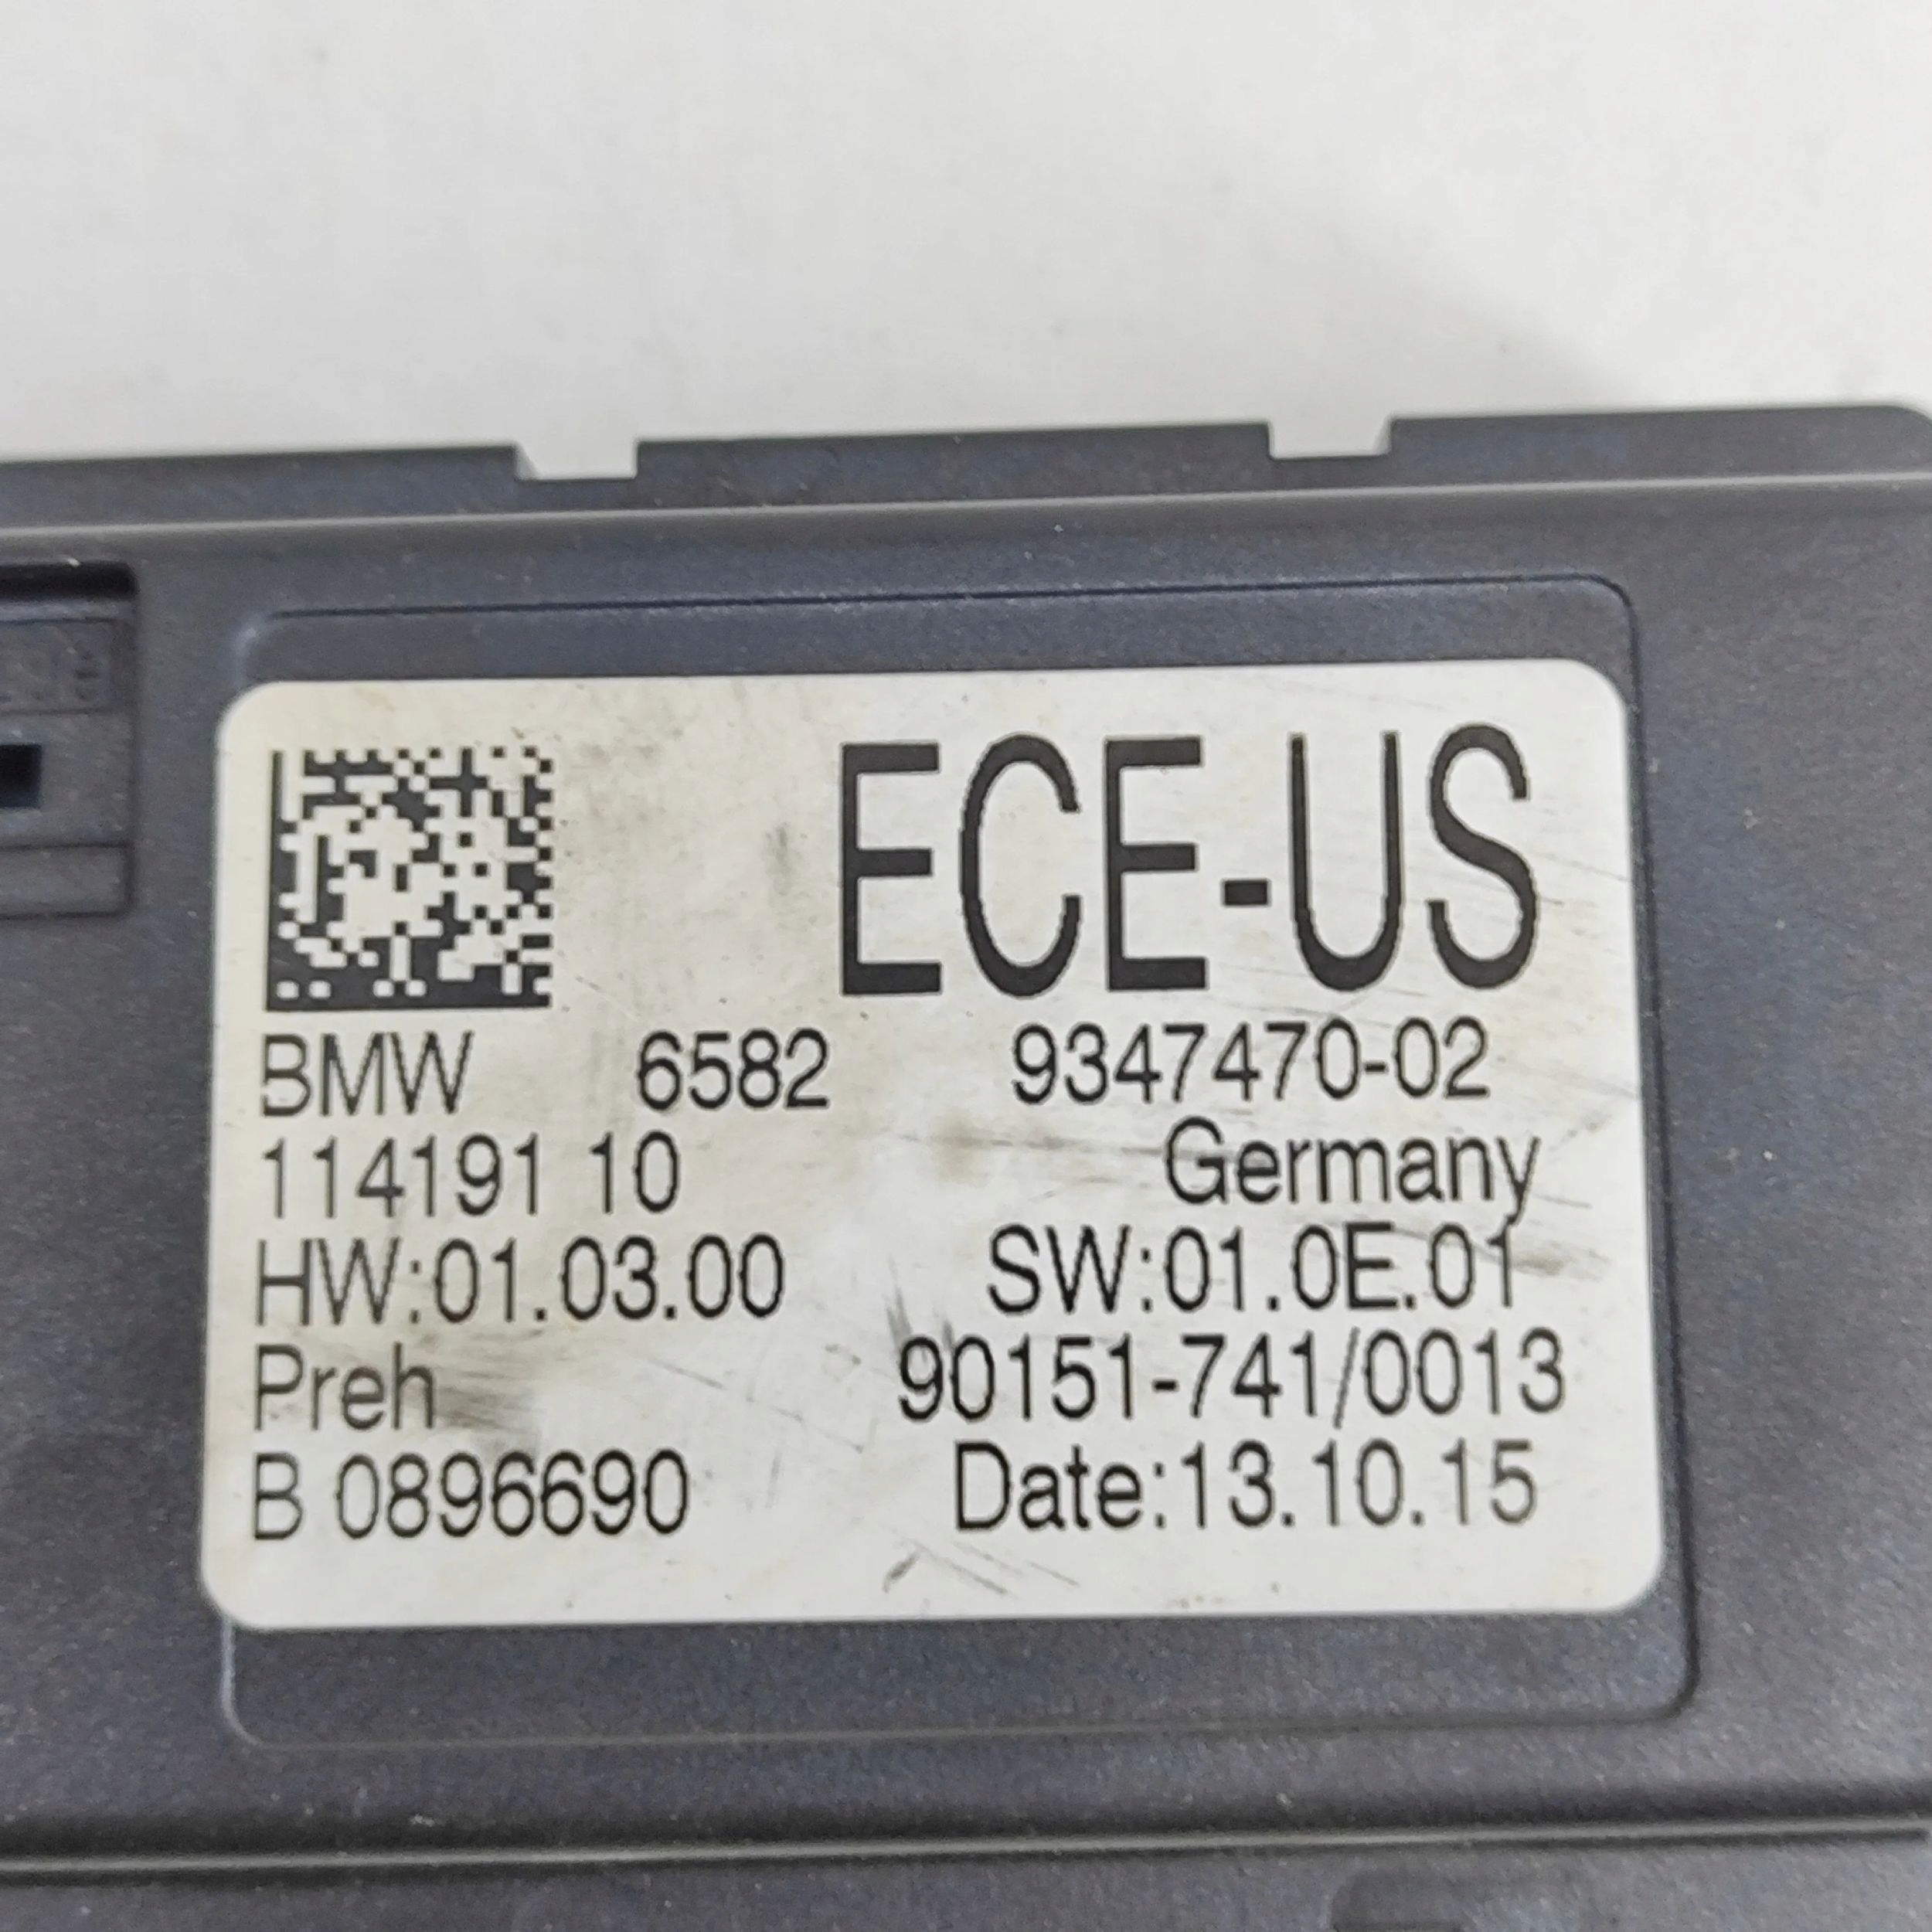 ECE-US
BMW 6582 9347470-02
114191 10 Germany
HW:01.03.00 SW:01.0E.01
Preh 90151-741/0013
B 0896690 Date:13.10.15